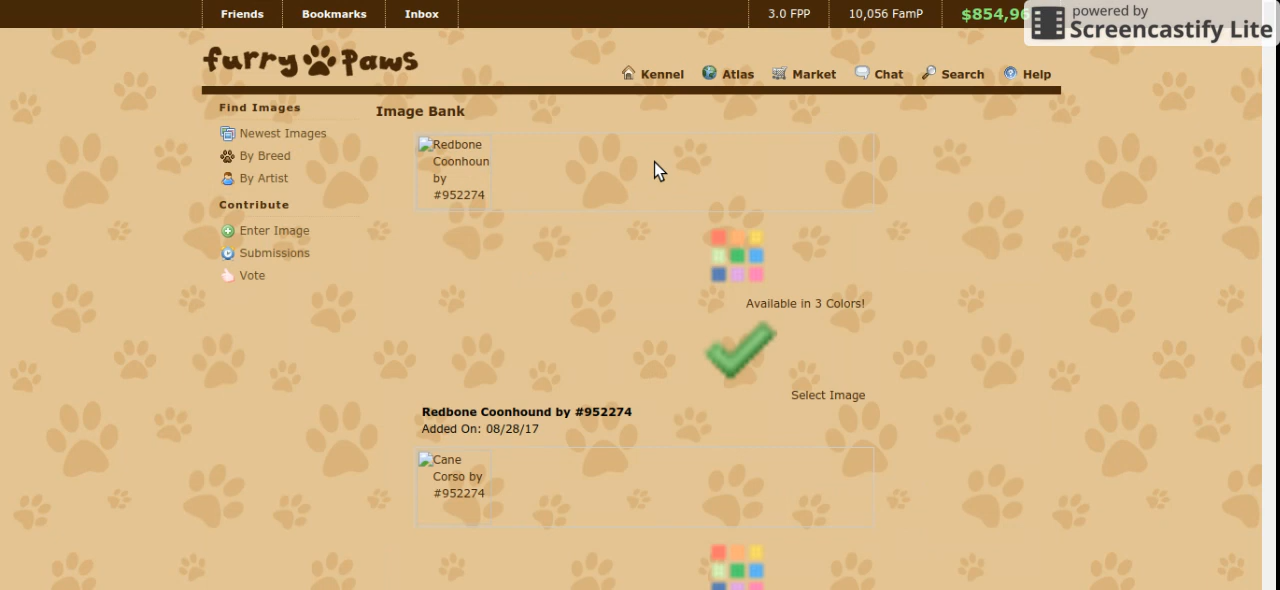 Friends Bookmarks Inbox 3.0 FPP 10,056 FamP $854,96
powered by
Screencastify Lite
furry paws
Kennel Atlas Market Chat Search Help
Find Images
Newest Images
By Breed
By Artist
Contribute
Enter Image
Submissions
Vote
Image Bank
Redbone
Coonhoun
by
#952274
Available in 3 Colors!
Select Image
Redbone Coonhound by #952274
Added On: 08/28/17
Cane
Corso by
#952274